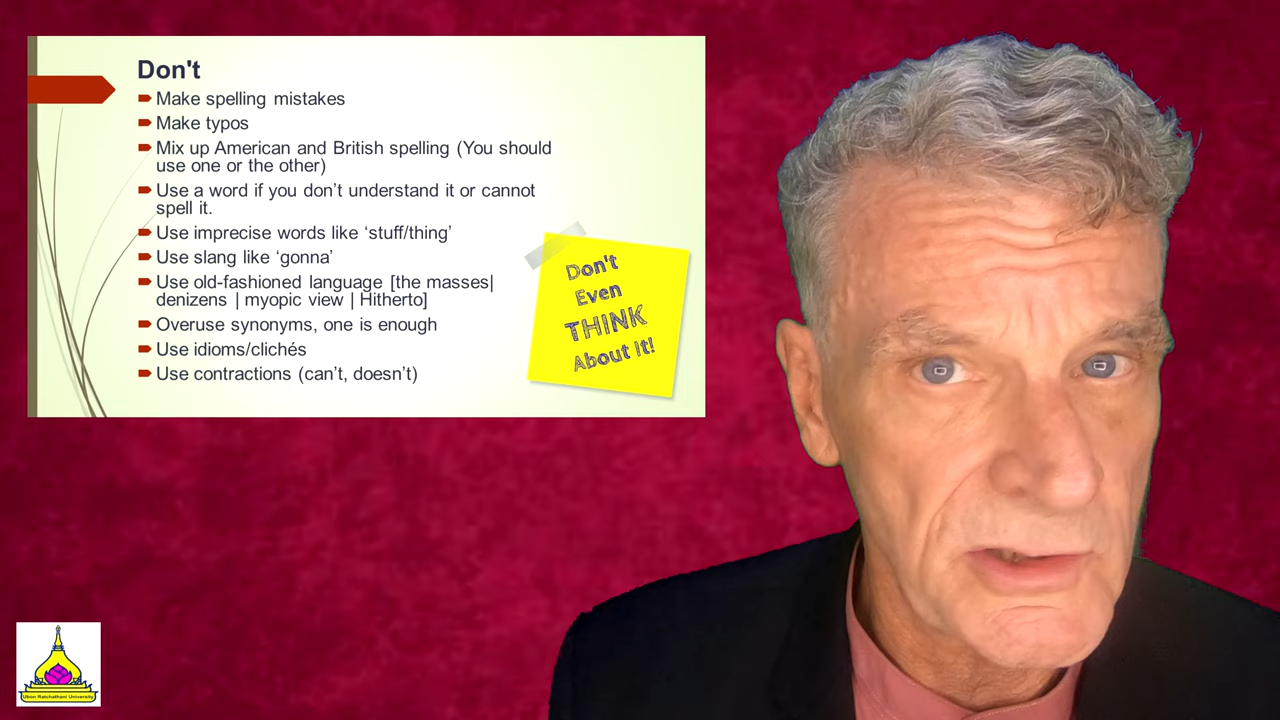 Don't
Make spelling mistakes
Make typos
Mix up American and British spelling (You should
use one or the other)
Use a word if you don’t understand it or cannot
spell it.
Use imprecise words like ‘stuff/thing’
Use slang like ‘gonna’
Use old-fashioned language [the masses|
denizens | myopic view | Hitherto]
Overuse synonyms, one is enough
Use idioms/clichés
Use contractions (can’t, doesn’t)
Don't
Even
THINK
About It!
Ubon Ratchathani University